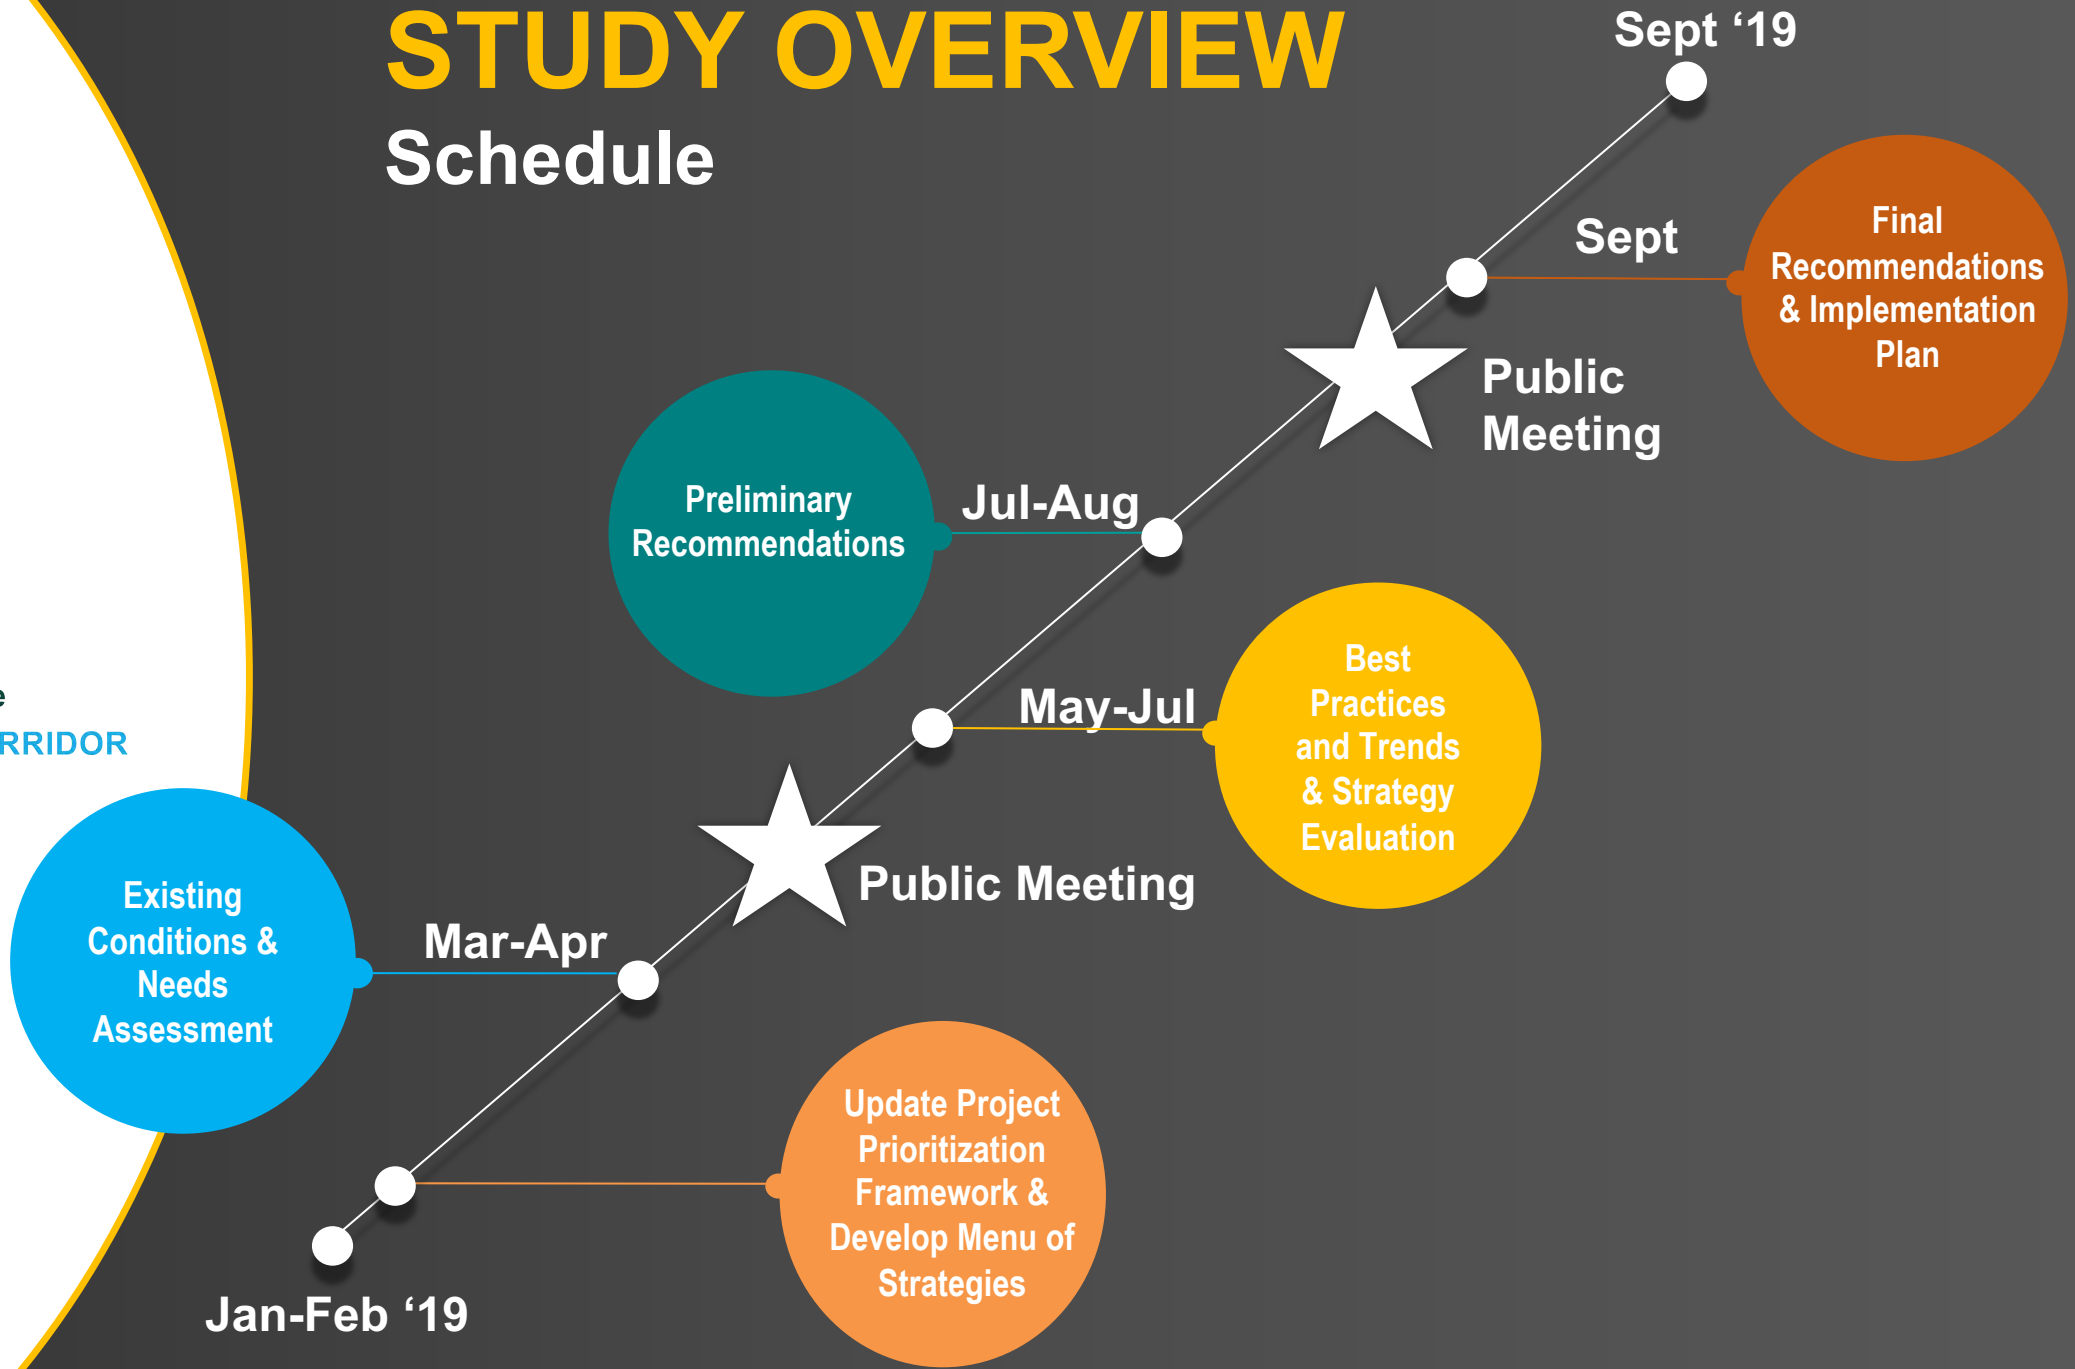 STUDY OVERVIEW
Schedule
Sept ‘19
Sept
Final
Recommendations
& Implementation
Plan
Public
Meeting
Preliminary
Recommendations
Jul-Aug
May-Jul
Best
Practices
and Trends
& Strategy
Evaluation
RRIDOR
Public Meeting
Existing
Conditions &
Needs
Assessment
Mar-Apr
Update Project
Prioritization
Framework &
Develop Menu of
Strategies
Jan-Feb ‘19